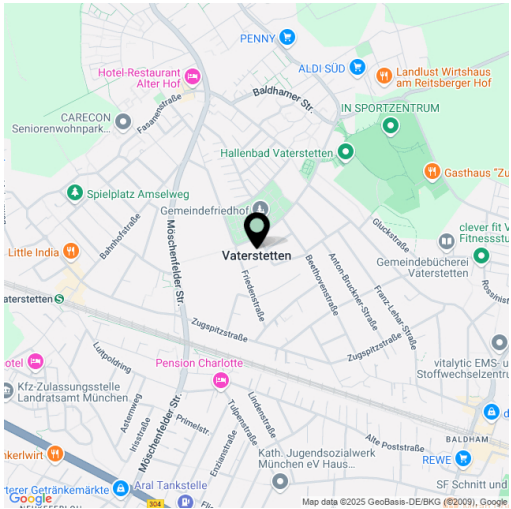 PENNY
ALDI SÜD
Hotel-Restaurant
Alter Hof
Landlust Wirtshaus
am Reitsberger Hof
Baldhamer Str.
IN SPORTZENTRUM
CARECON
Seniorenwohnpark...
Fasanenstraße
Hallenbad Vaterstetten
Gasthaus "Zu
Spielplatz Amselweg
Gemeindefriedhof
Möschenfelder Str.
Bahnhofstraße
Gluckstraße
clever fit V
Fitnessstu
Little India
Vaterstetten
Gemeindebücherei
Vaterstetten
Friedenstraße
Beethovenstraße
Anton-Bruckner-Straße
Franz-Lehar-Straße
Rossinistr
aterstetten
S
Zugspitzstraße
Zugspitzstraße
Luitpoldring
otel
Pension Charlotte
vitalytic EMS- u
Stoffwechselzent
Kfz-Zulassungsstelle
Landratsamt München.
Asternweg
Irisstraße
Primelstr.
Tulpenstraße
Lindenstraße
Enzianstraße
Möschenfelder Str.
Alte Poststraße
d
BALDHAM
nkerlwirt
Kath. Jugendsozialwerk
München eV Haus...
REWE
SF Schnitt und
Aral Tankstelle
rterer Getränkemärkte
304
Google
Map data ©2025 GeoBasis-DE/BKG (©2009), Google